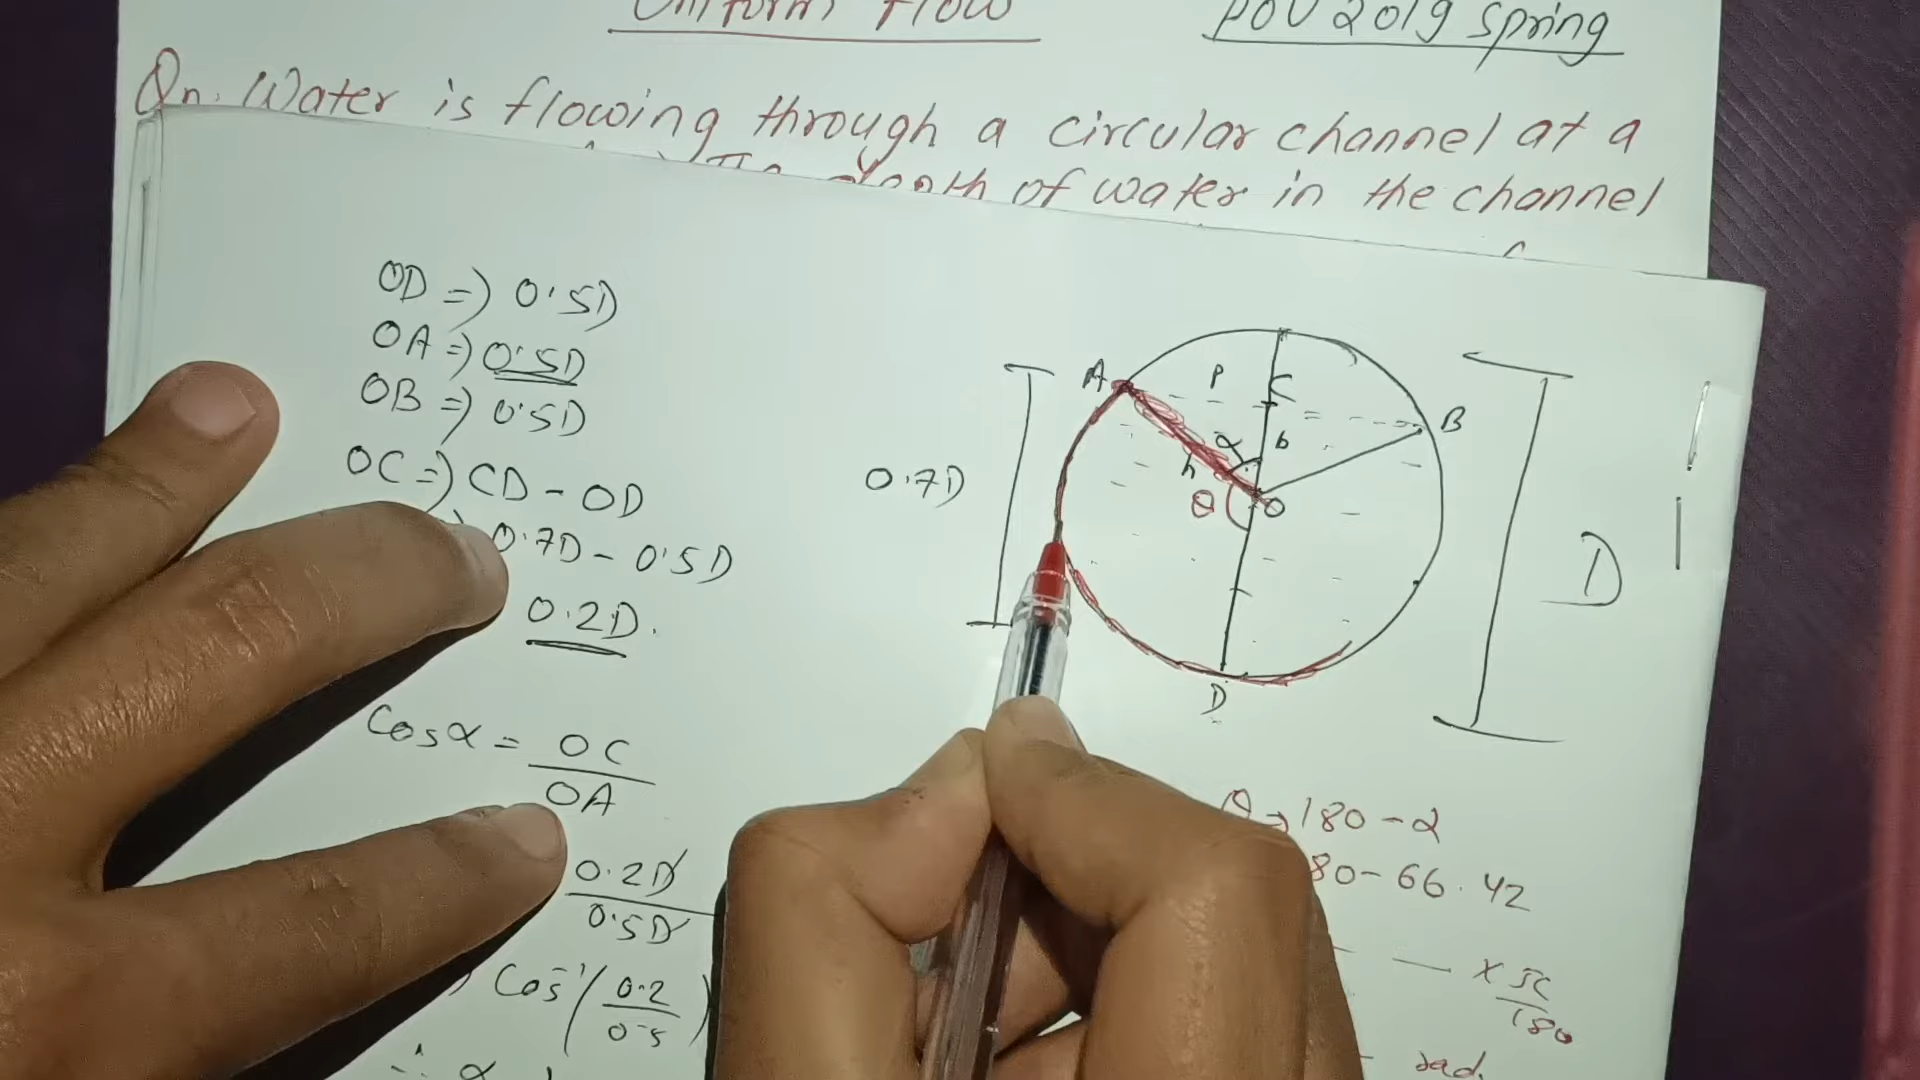 Uniform Flow
POU 2019 Spring
Qn. Water is flowing through a circular channel at a
depth of water in the channel
OD => 0.5D
OA => 0.5D
OB => 0.5D
OC => CD - OD
0.7D - 0.5D
0.2D.
Cosα = OC
OA
0.2D
0.5D
Cos⁻¹(0.2
0.5)
∴ α
0.7D
A
P
C
B
α
b
h
θ
O
D
D
θ => 180 - α
80 - 66.42
× π
180
rad.